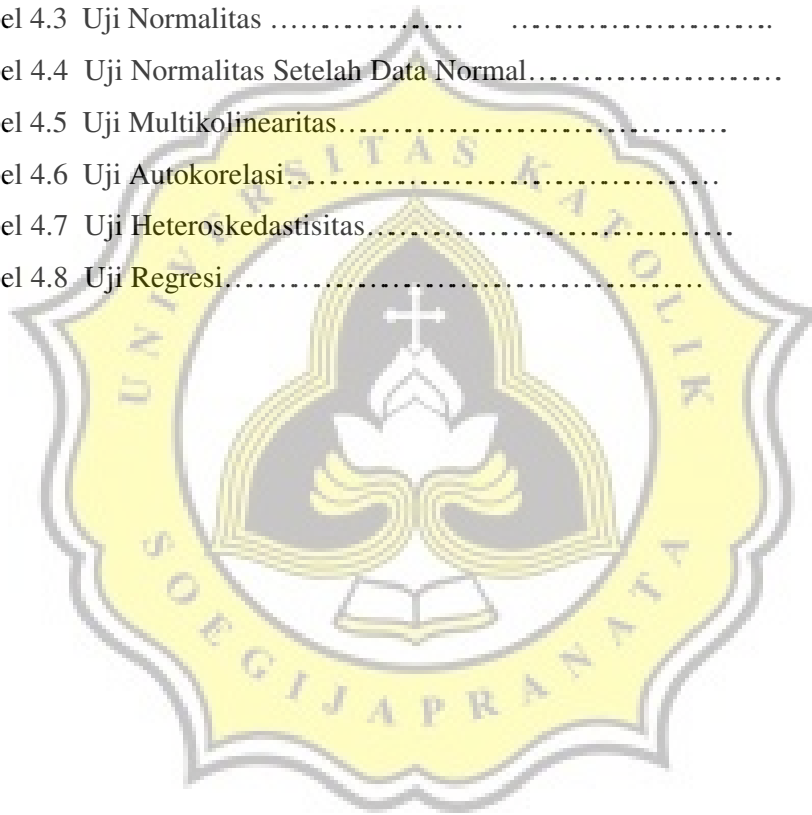 el 4.3 Uji Normalitas ………………… ……………………….
el 4.4 Uji Normalitas Setelah Data Normal………………………
el 4.5 Uji Multikolinearitas……………………………………
el 4.6 Uji Autokorelasi…………………………………………
el 4.7 Uji Heteroskedastisitas………………………………….
el 4.8 Uji Regresi………………………………………………
UNIVERSITAS KATOLIK
SOEGIJAPRANATA